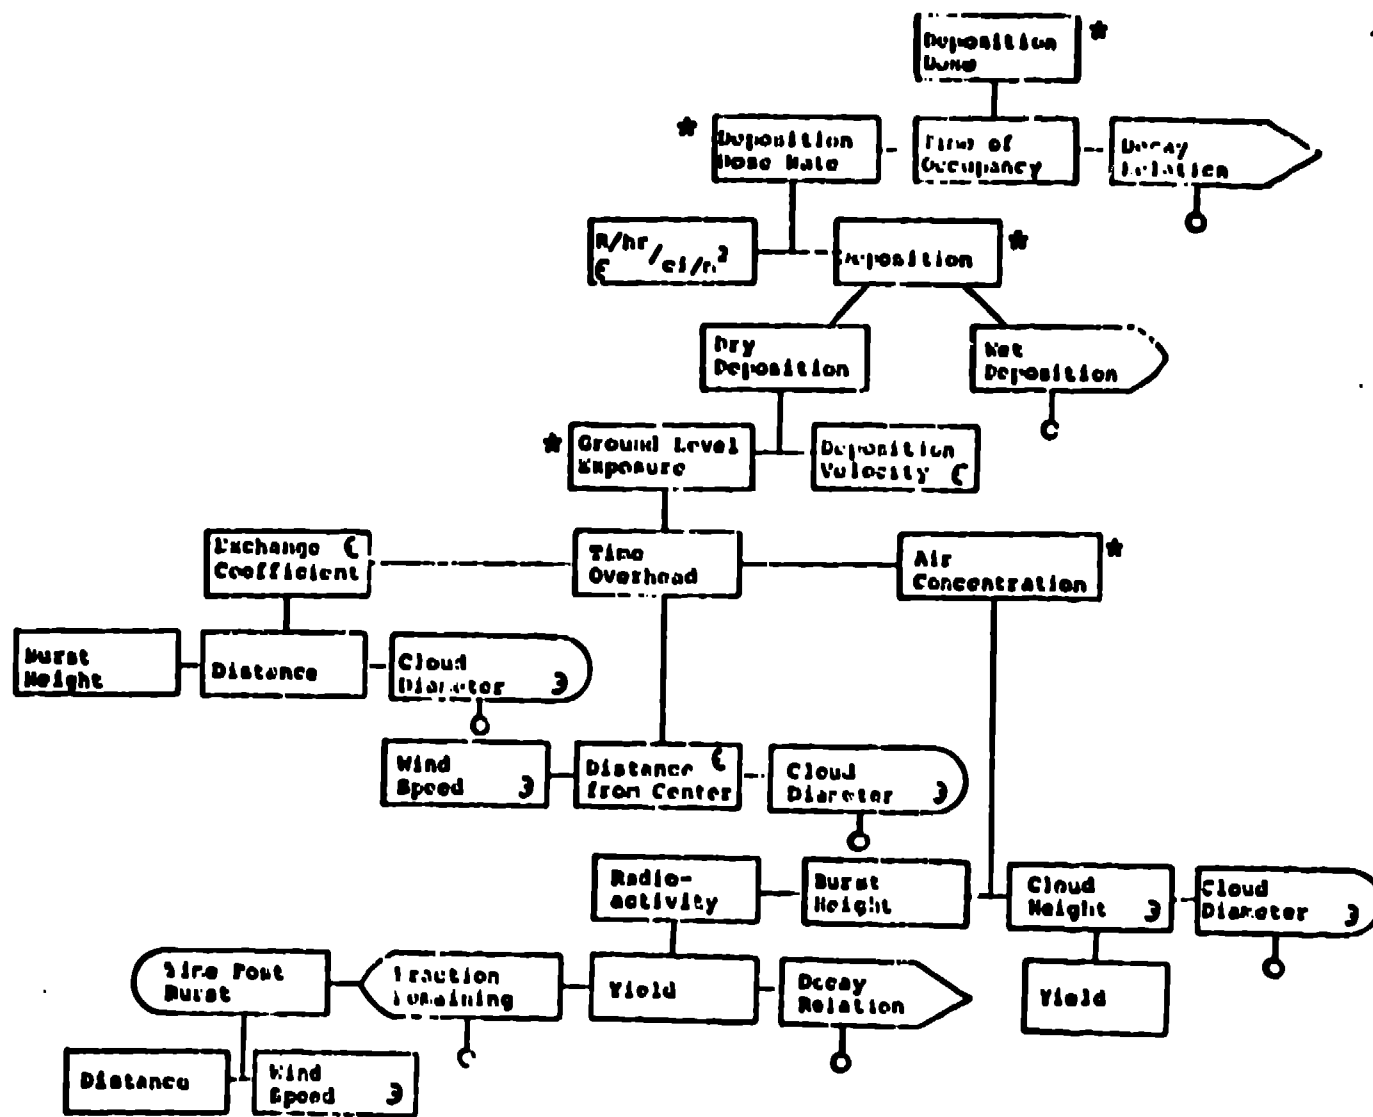 Deposition
Dose
*
*
Deposition
Dose Rate
Time of
Occupancy
Decay
Relation
R/hr/ci/m2
Є
Deposition
*
Dry
Deposition
Wet
Deposition
*
Ground Level
Exposure
Deposition
Velocity Є
Exchange Є
Coefficient
Time
Overhead
Air
Concentration
*
Burst
Height
Distance
Cloud
Diameter Э
Wind
Speed Э
Distance Є
from Center
Cloud
Diameter Э
Radio-
activity
Burst
Height
Cloud
Height Э
Cloud
Diameter Э
Time Post
Burst
Fraction
Remaining
Yield
Decay
Relation
Yield
Distance
Wind
Speed Э